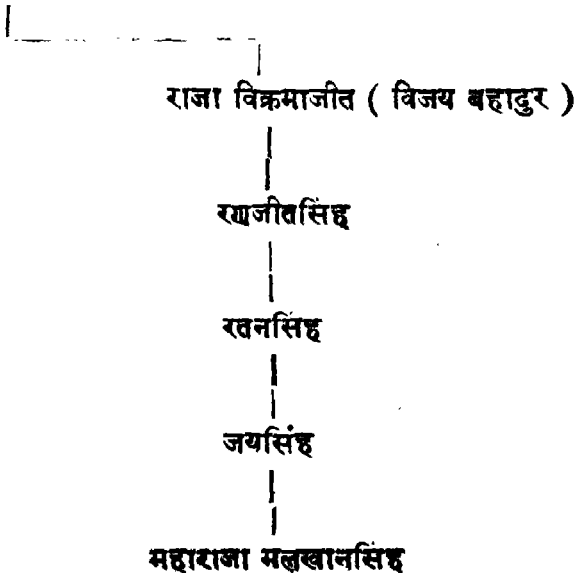 राजा विक्रमाजीत ( विजय बहादुर )
रणजीतसिंह
रतनसिंह
जयसिंह
महाराजा मलखानसिंह